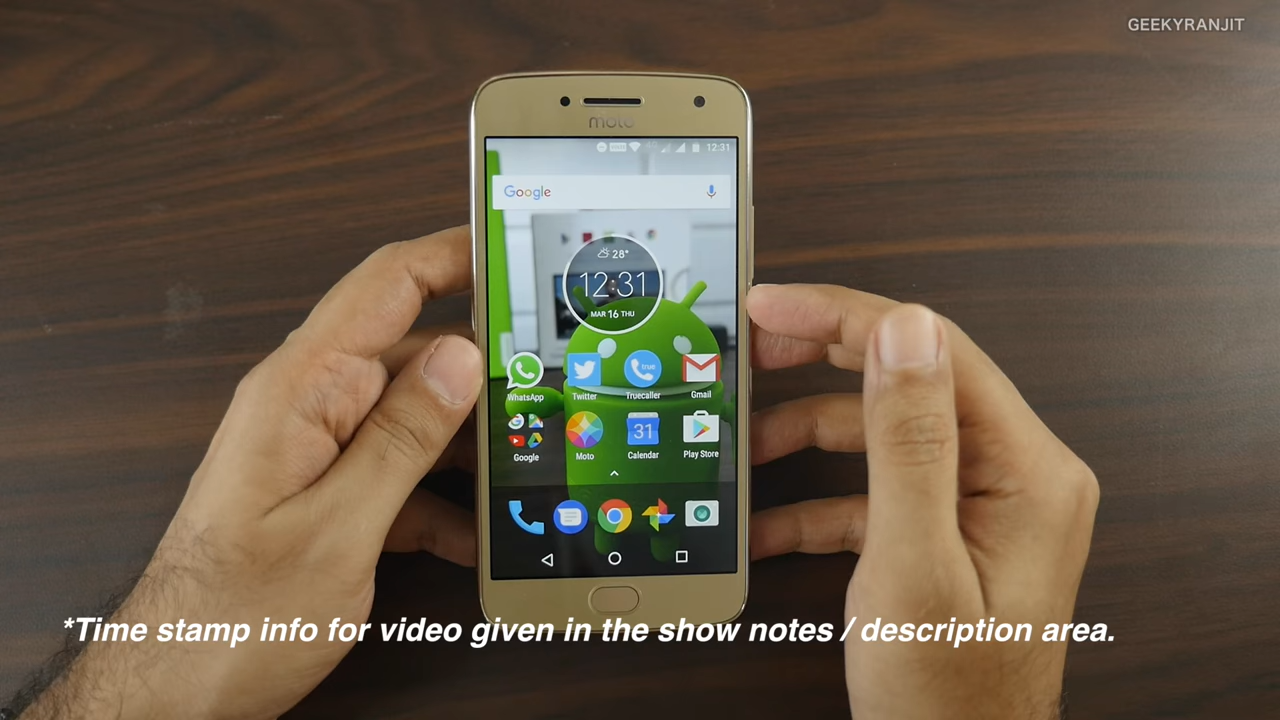 GEEKYRANJIT
moto
12:31
Google
28°
12:31
MAR 16 THU
true
WhatsApp
Twitter
Truecaller
Gmail
31
Google
Moto
Calendar
Play Store
*Time stamp info for video given in the show notes / description area.